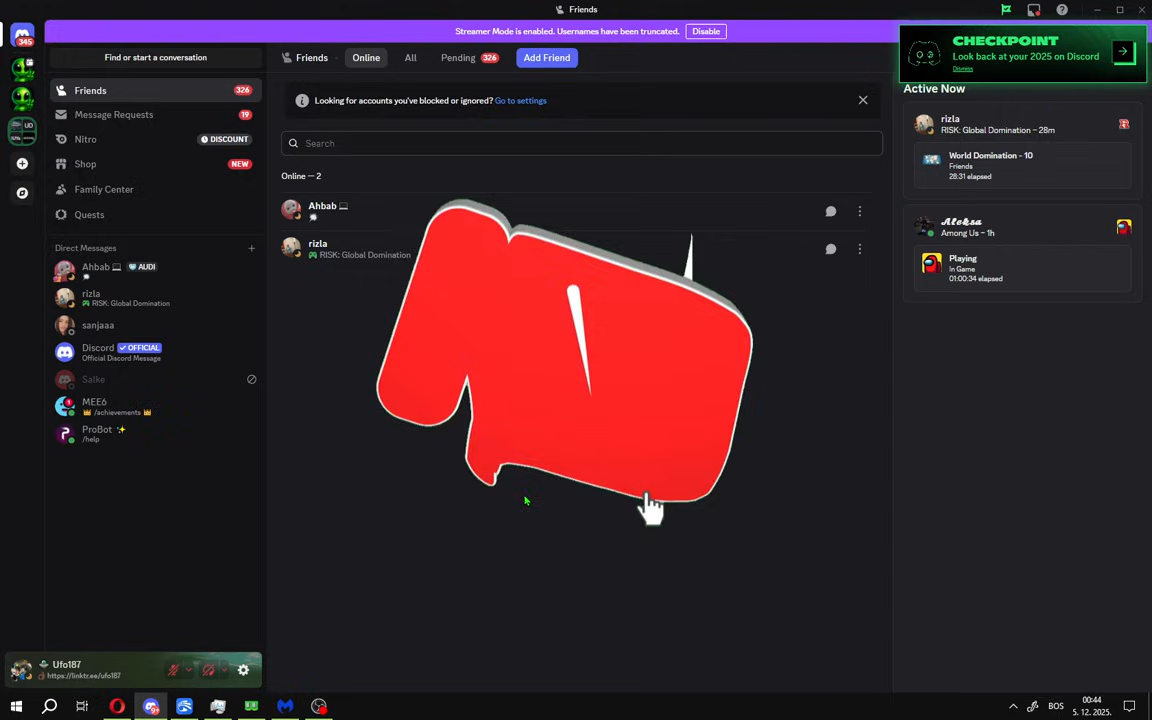 Friends
Streamer Mode is enabled. Usernames have been truncated.
Disable
345
Find or start a conversation
Friends
Online
All
Pending
326
Add Friend
CHECKPOINT
Look back at your 2025 on Discord
Dismiss
Active Now
Friends
326
Message Requests
19
Nitro
DISCOUNT
Shop
NEW
Family Center
Quests
Direct Messages
Ahbab
AUDI
rizla
RISK: Global Domination
sanjaaa
Discord
OFFICIAL
Official Discord Message
Salke
MEE6
/achievements
ProBot
/help
UD
Looking for accounts you've blocked or ignored? Go to settings
Search
Online — 2
Ahbab
rizla
RISK: Global Domination
rizla
RISK: Global Domination – 28m
World Domination - 10
Friends
28:31 elapsed
𝓐𝓵𝓮𝓴𝓼𝓪
Among Us – 1h
Playing
In Game
01:00:34 elapsed
Ufo187
https://linktr.ee/ufo187
9+
BOS
00:44
5. 12. 2025.